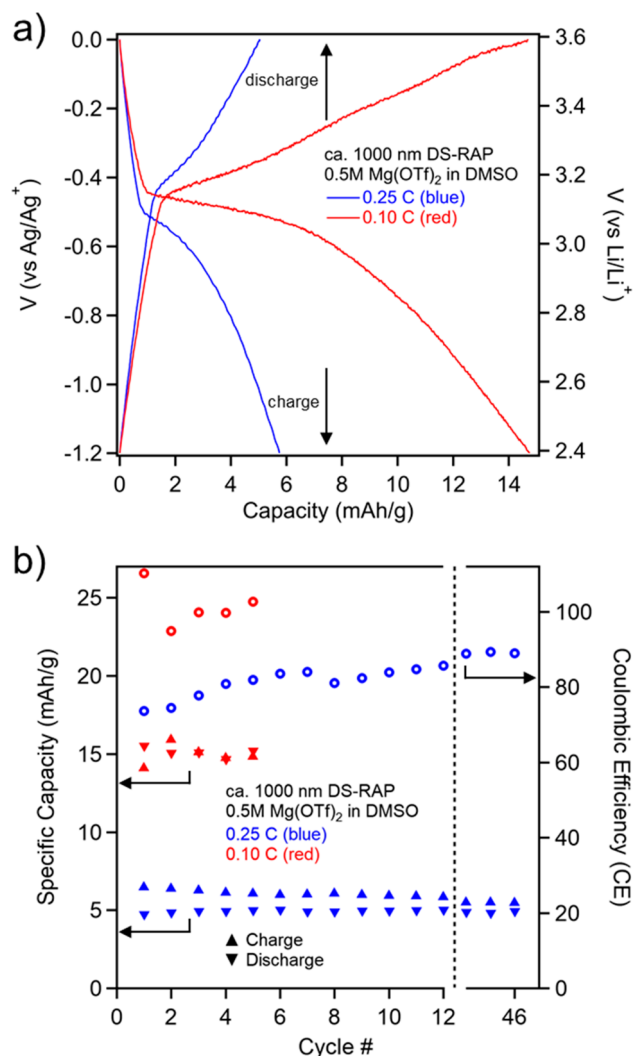 a)
0.0
-0.2
-0.4
-0.6
-0.8
-1.0
-1.2
V (vs Ag/Ag+)
discharge
ca. 1000 nm DS-RAP
0.5M Mg(OTf)2 in DMSO
0.25 C (blue)
0.10 C (red)
charge
3.6
3.4
3.2
3.0
2.8
2.6
2.4
V (vs Li/Li+)
0 2 4 6 8 10 12 14
Capacity (mAh/g)
b)
25
20
15
10
5
0
Specific Capacity (mAh/g)
ca. 1000 nm DS-RAP
0.5M Mg(OTf)2 in DMSO
0.25 C (blue)
0.10 C (red)
Charge
Discharge
100
80
60
40
20
0
Coulombic Efficiency (CE)
0 2 4 6 8 10 12 46
Cycle #